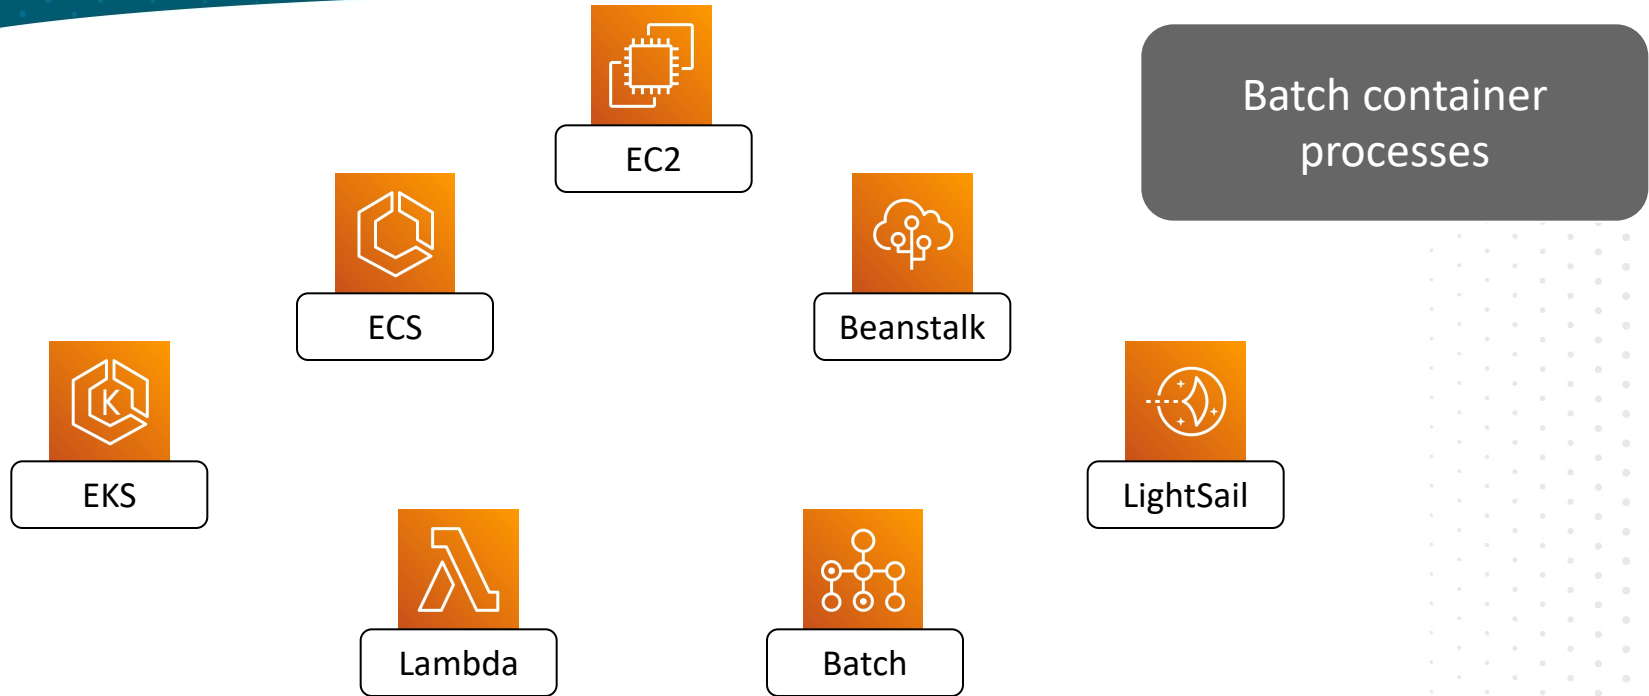 EC2
Batch container
processes
ECS
Beanstalk
K
EKS
LightSail
Lambda
Batch